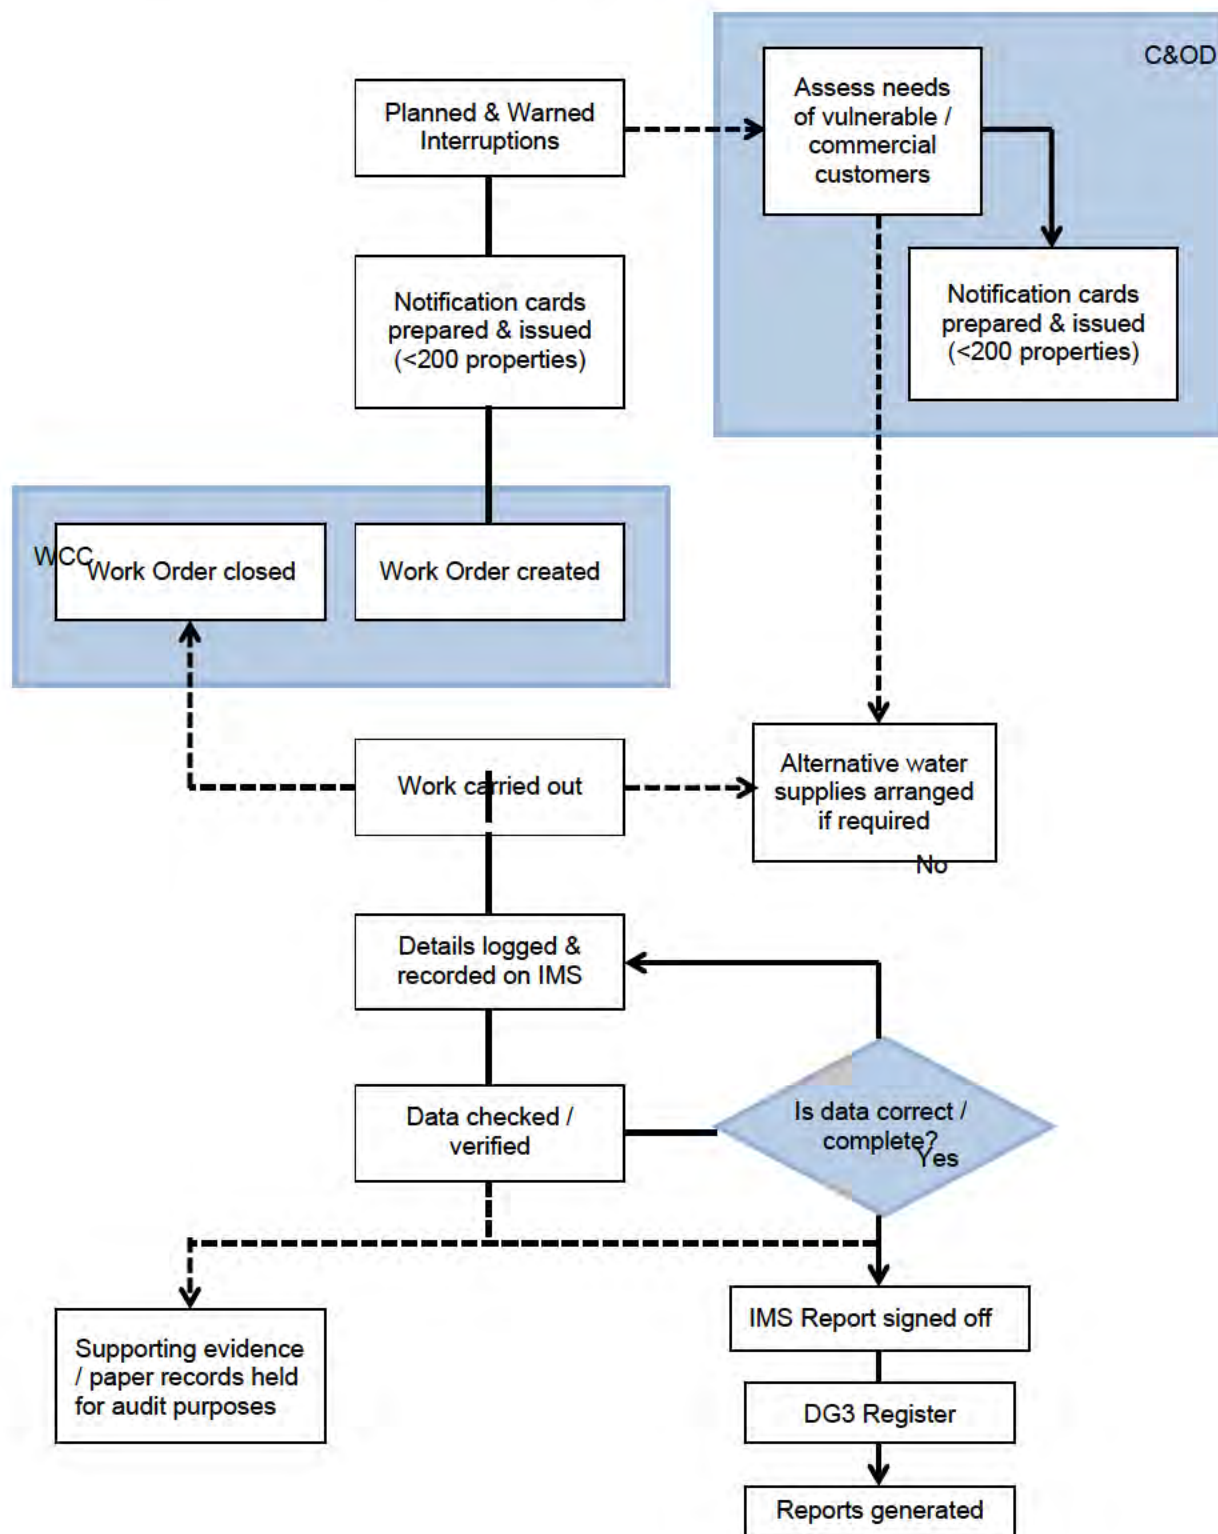 C&OD
Planned & Warned
Interruptions
Assess needs
of vulnerable /
commercial
customers
Notification cards
prepared & issued
(<200 properties)
Notification cards
prepared & issued
(<200 properties)
WCC
Work Order closed
Work Order created
Work carried out
Alternative water
supplies arranged
if required
No
Details logged &
recorded on IMS
Data checked /
verified
Is data correct /
complete?
Yes
IMS Report signed off
Supporting evidence
/ paper records held
for audit purposes
DG3 Register
Reports generated